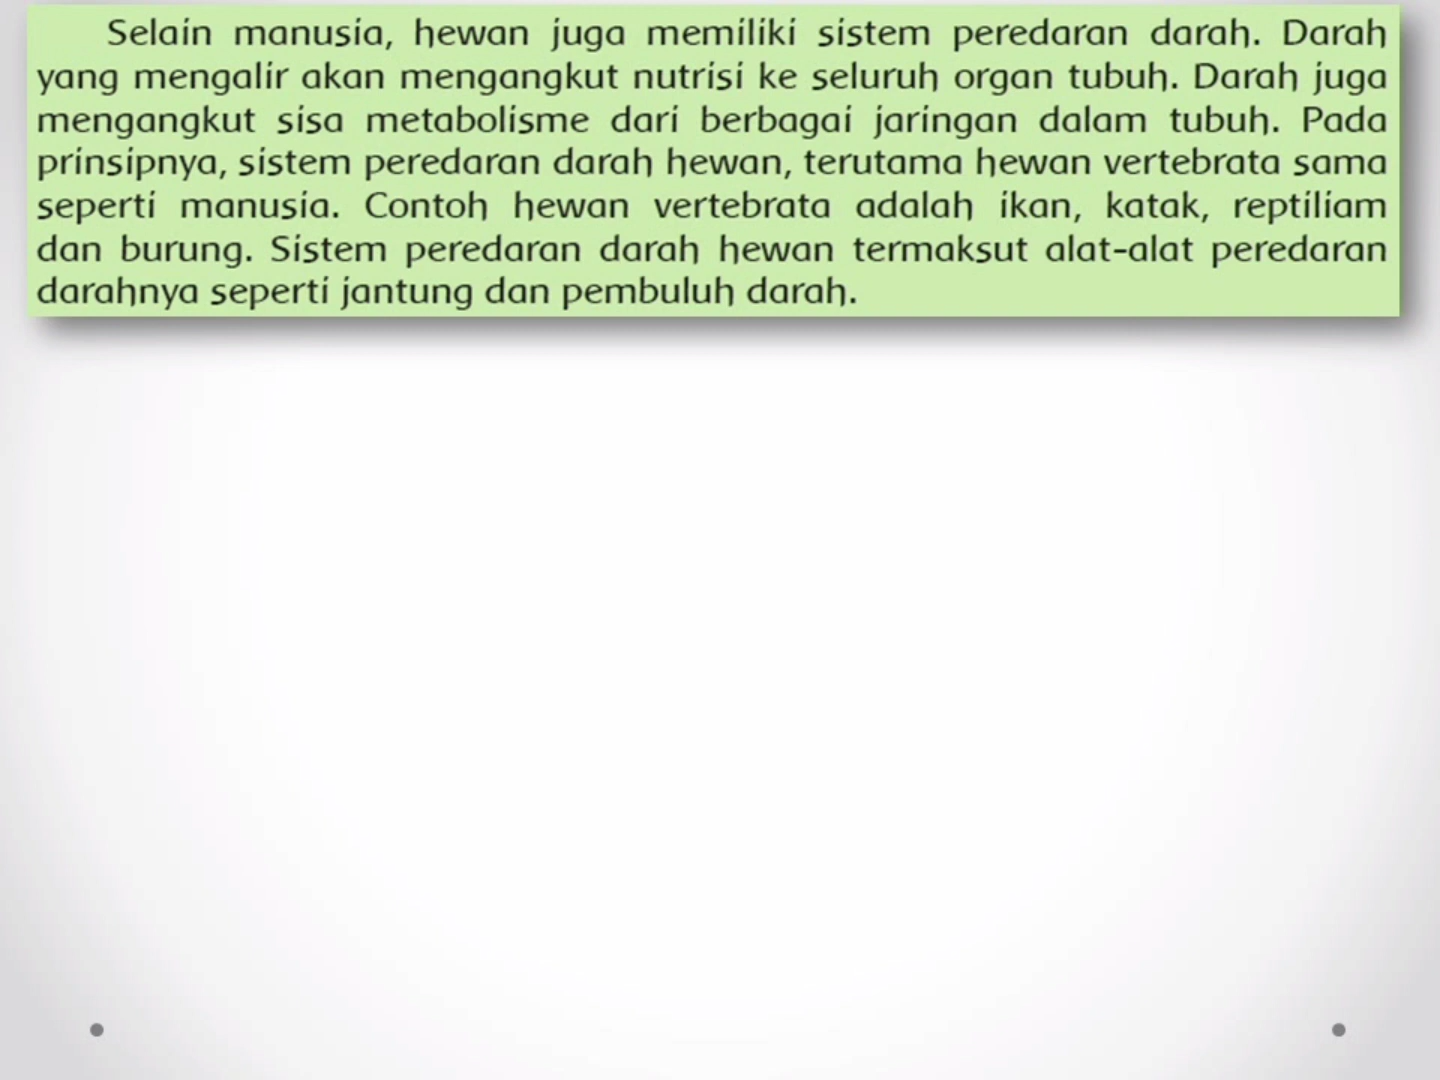 Selain manusia, hewan juga memiliki sistem peredaran darah. Darah
yang mengalir akan mengangkut nutrisi ke seluruh organ tubuh. Darah juga
mengangkut sisa metabolisme dari berbagai jaringan dalam tubuh. Pada
prinsipnya, sistem peredaran darah hewan, terutama hewan vertebrata sama
seperti manusia. Contoh hewan vertebrata adalah ikan, katak, reptiliam
dan burung. Sistem peredaran darah hewan termaksut alat-alat peredaran
darahnya seperti jantung dan pembuluh darah.